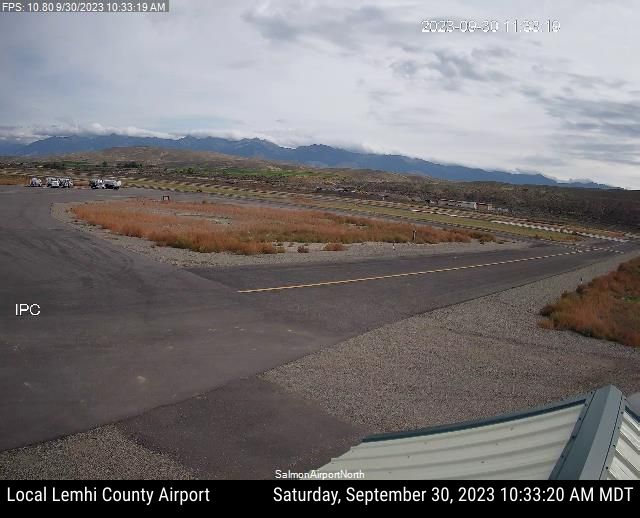 FPS: 10.80 9/30/2023 10:33:19 AM
2023-09-30 11:33:19
IPC
SalmonAirportNorth
Local Lemhi County Airport Saturday, September 30, 2023 10:33:20 AM MDT